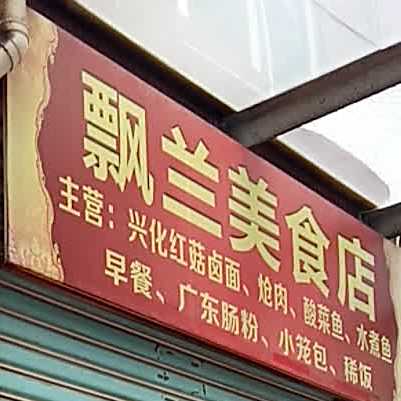 飘兰美食店
主营：兴化红菇卤面、炝肉、酸菜鱼、水煮鱼
早餐、广东肠粉、小笼包、稀饭